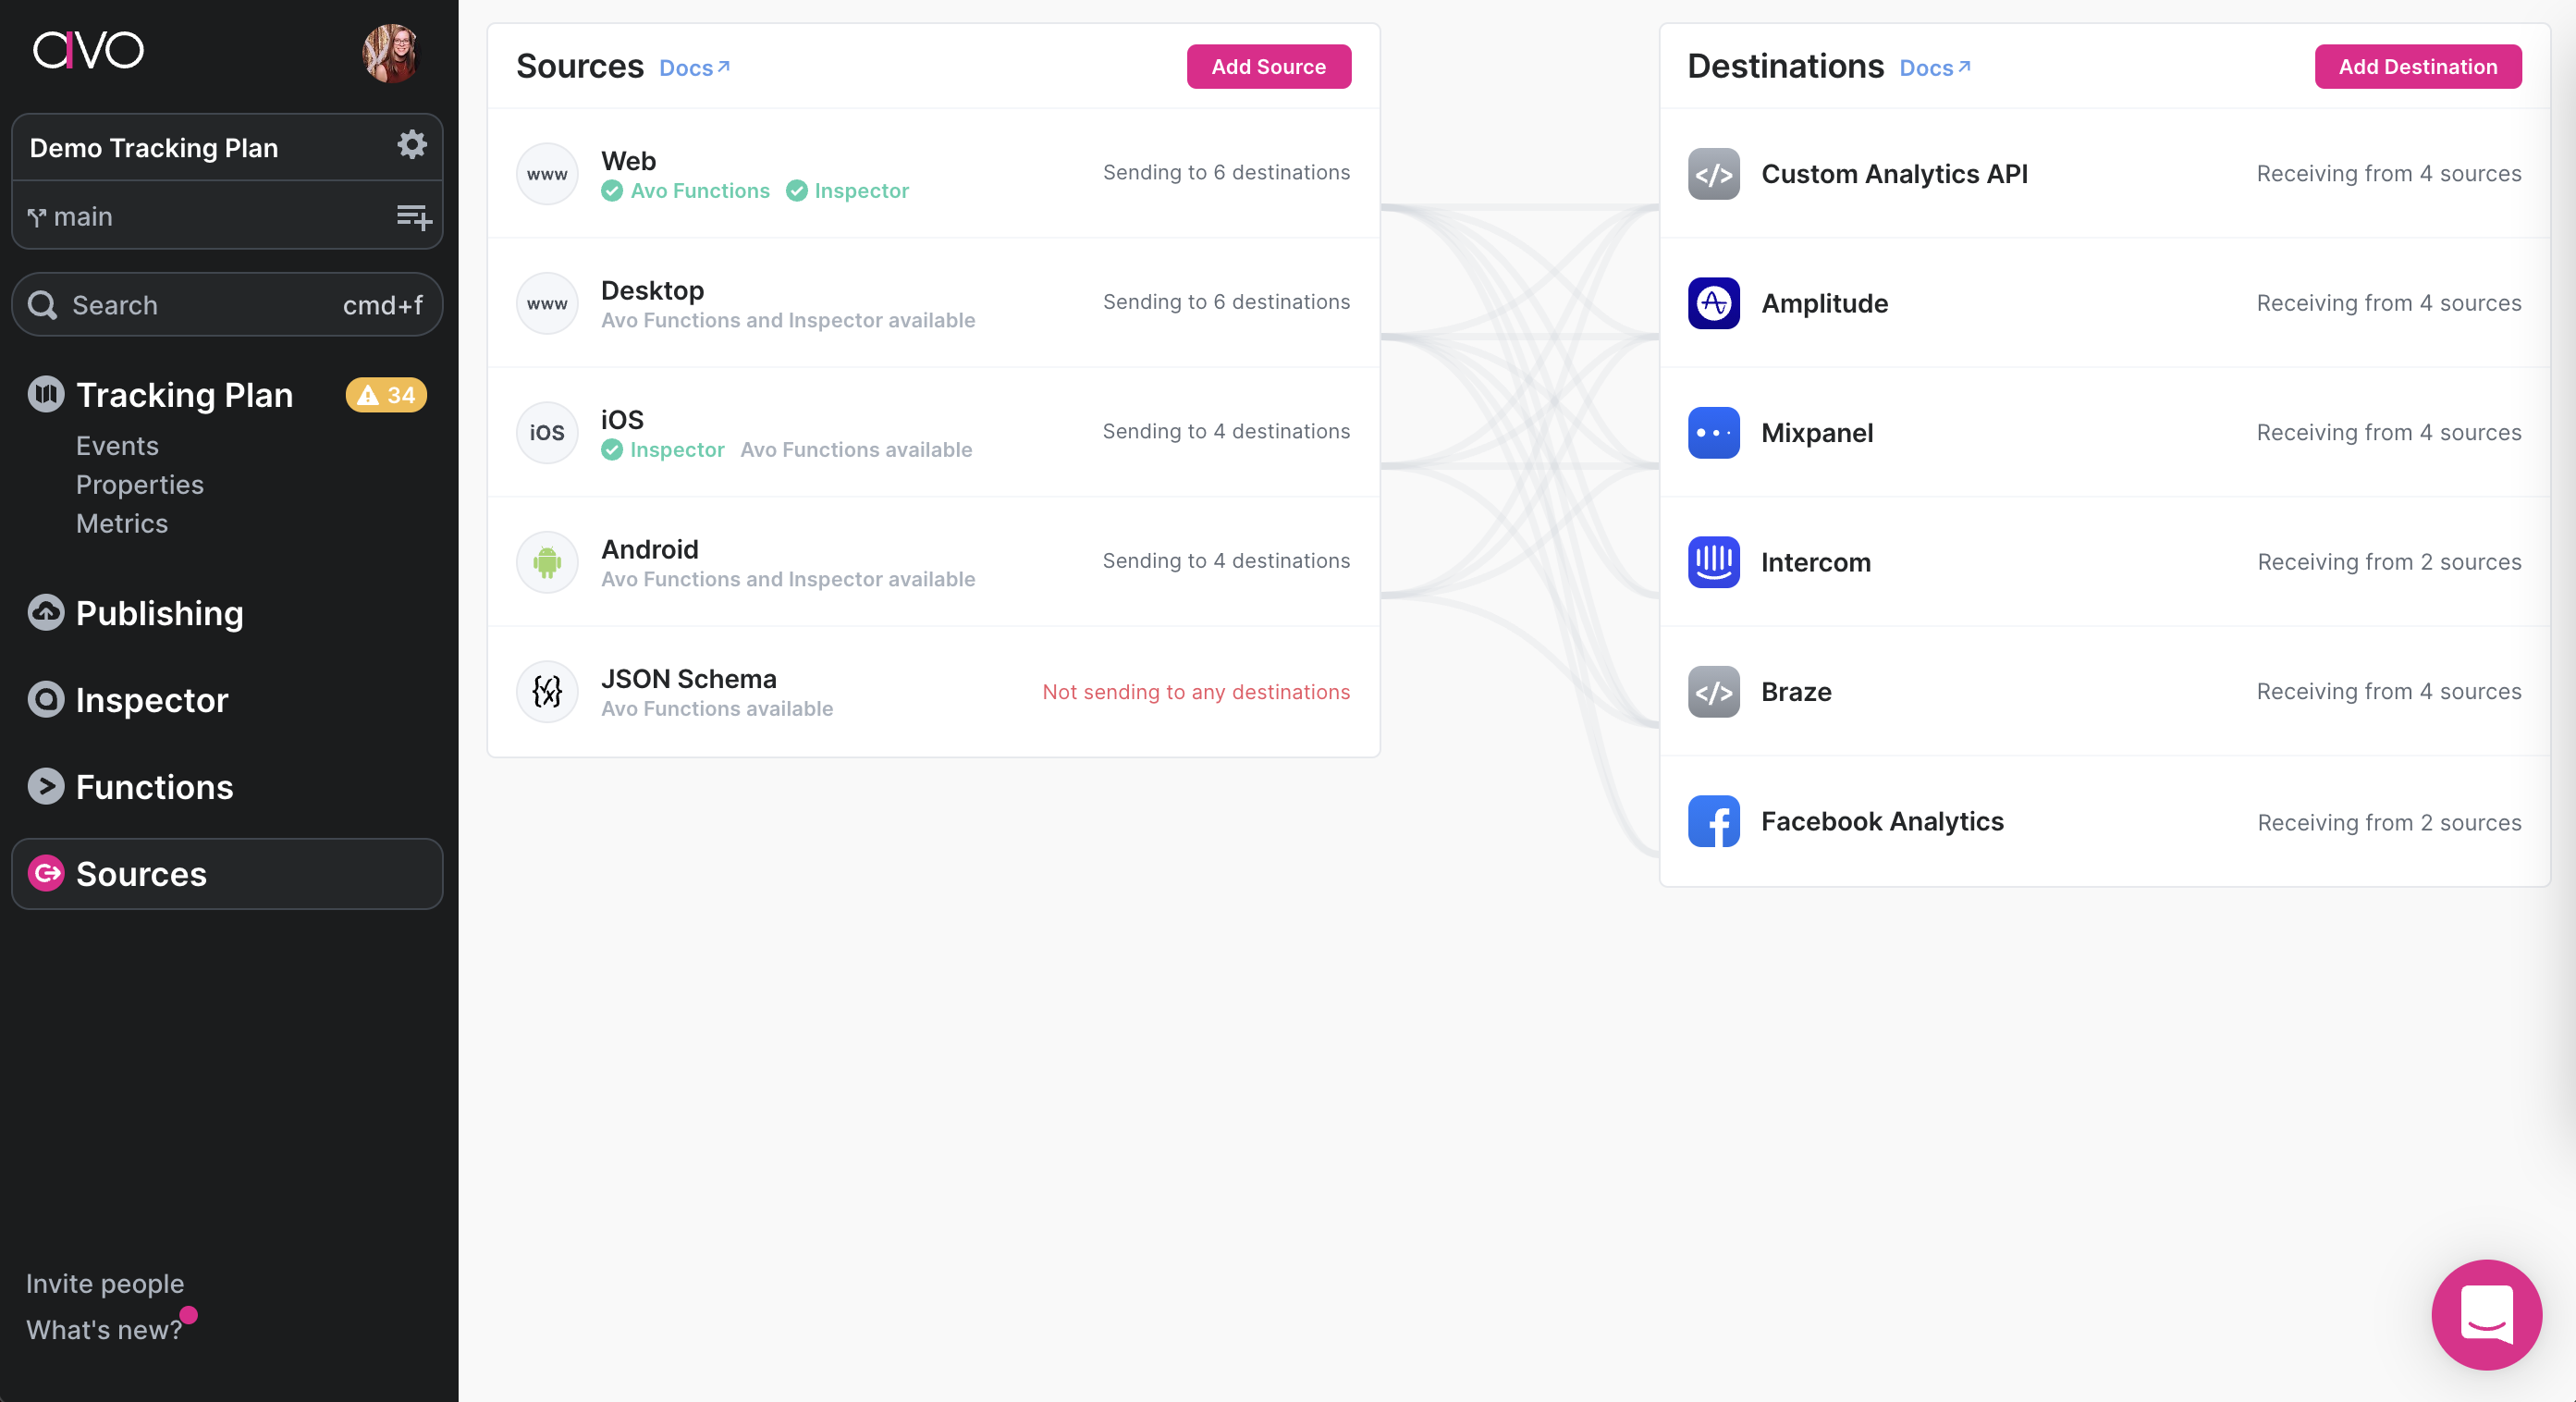 avo
Demo Tracking Plan
main
Search cmd+f
Tracking Plan 34
Events
Properties
Metrics
Publishing
Inspector
Functions
Sources
Invite people
What's new?
Sources Docs Add Source
www Web Sending to 6 destinations
Avo Functions Inspector
www Desktop Sending to 6 destinations
Avo Functions and Inspector available
iOS iOS Sending to 4 destinations
Inspector Avo Functions available
Android Sending to 4 destinations
Avo Functions and Inspector available
JSON Schema Not sending to any destinations
Avo Functions available
Destinations Docs Add Destination
Custom Analytics API Receiving from 4 sources
Amplitude Receiving from 4 sources
Mixpanel Receiving from 4 sources
Intercom Receiving from 2 sources
Braze Receiving from 4 sources
Facebook Analytics Receiving from 2 sources